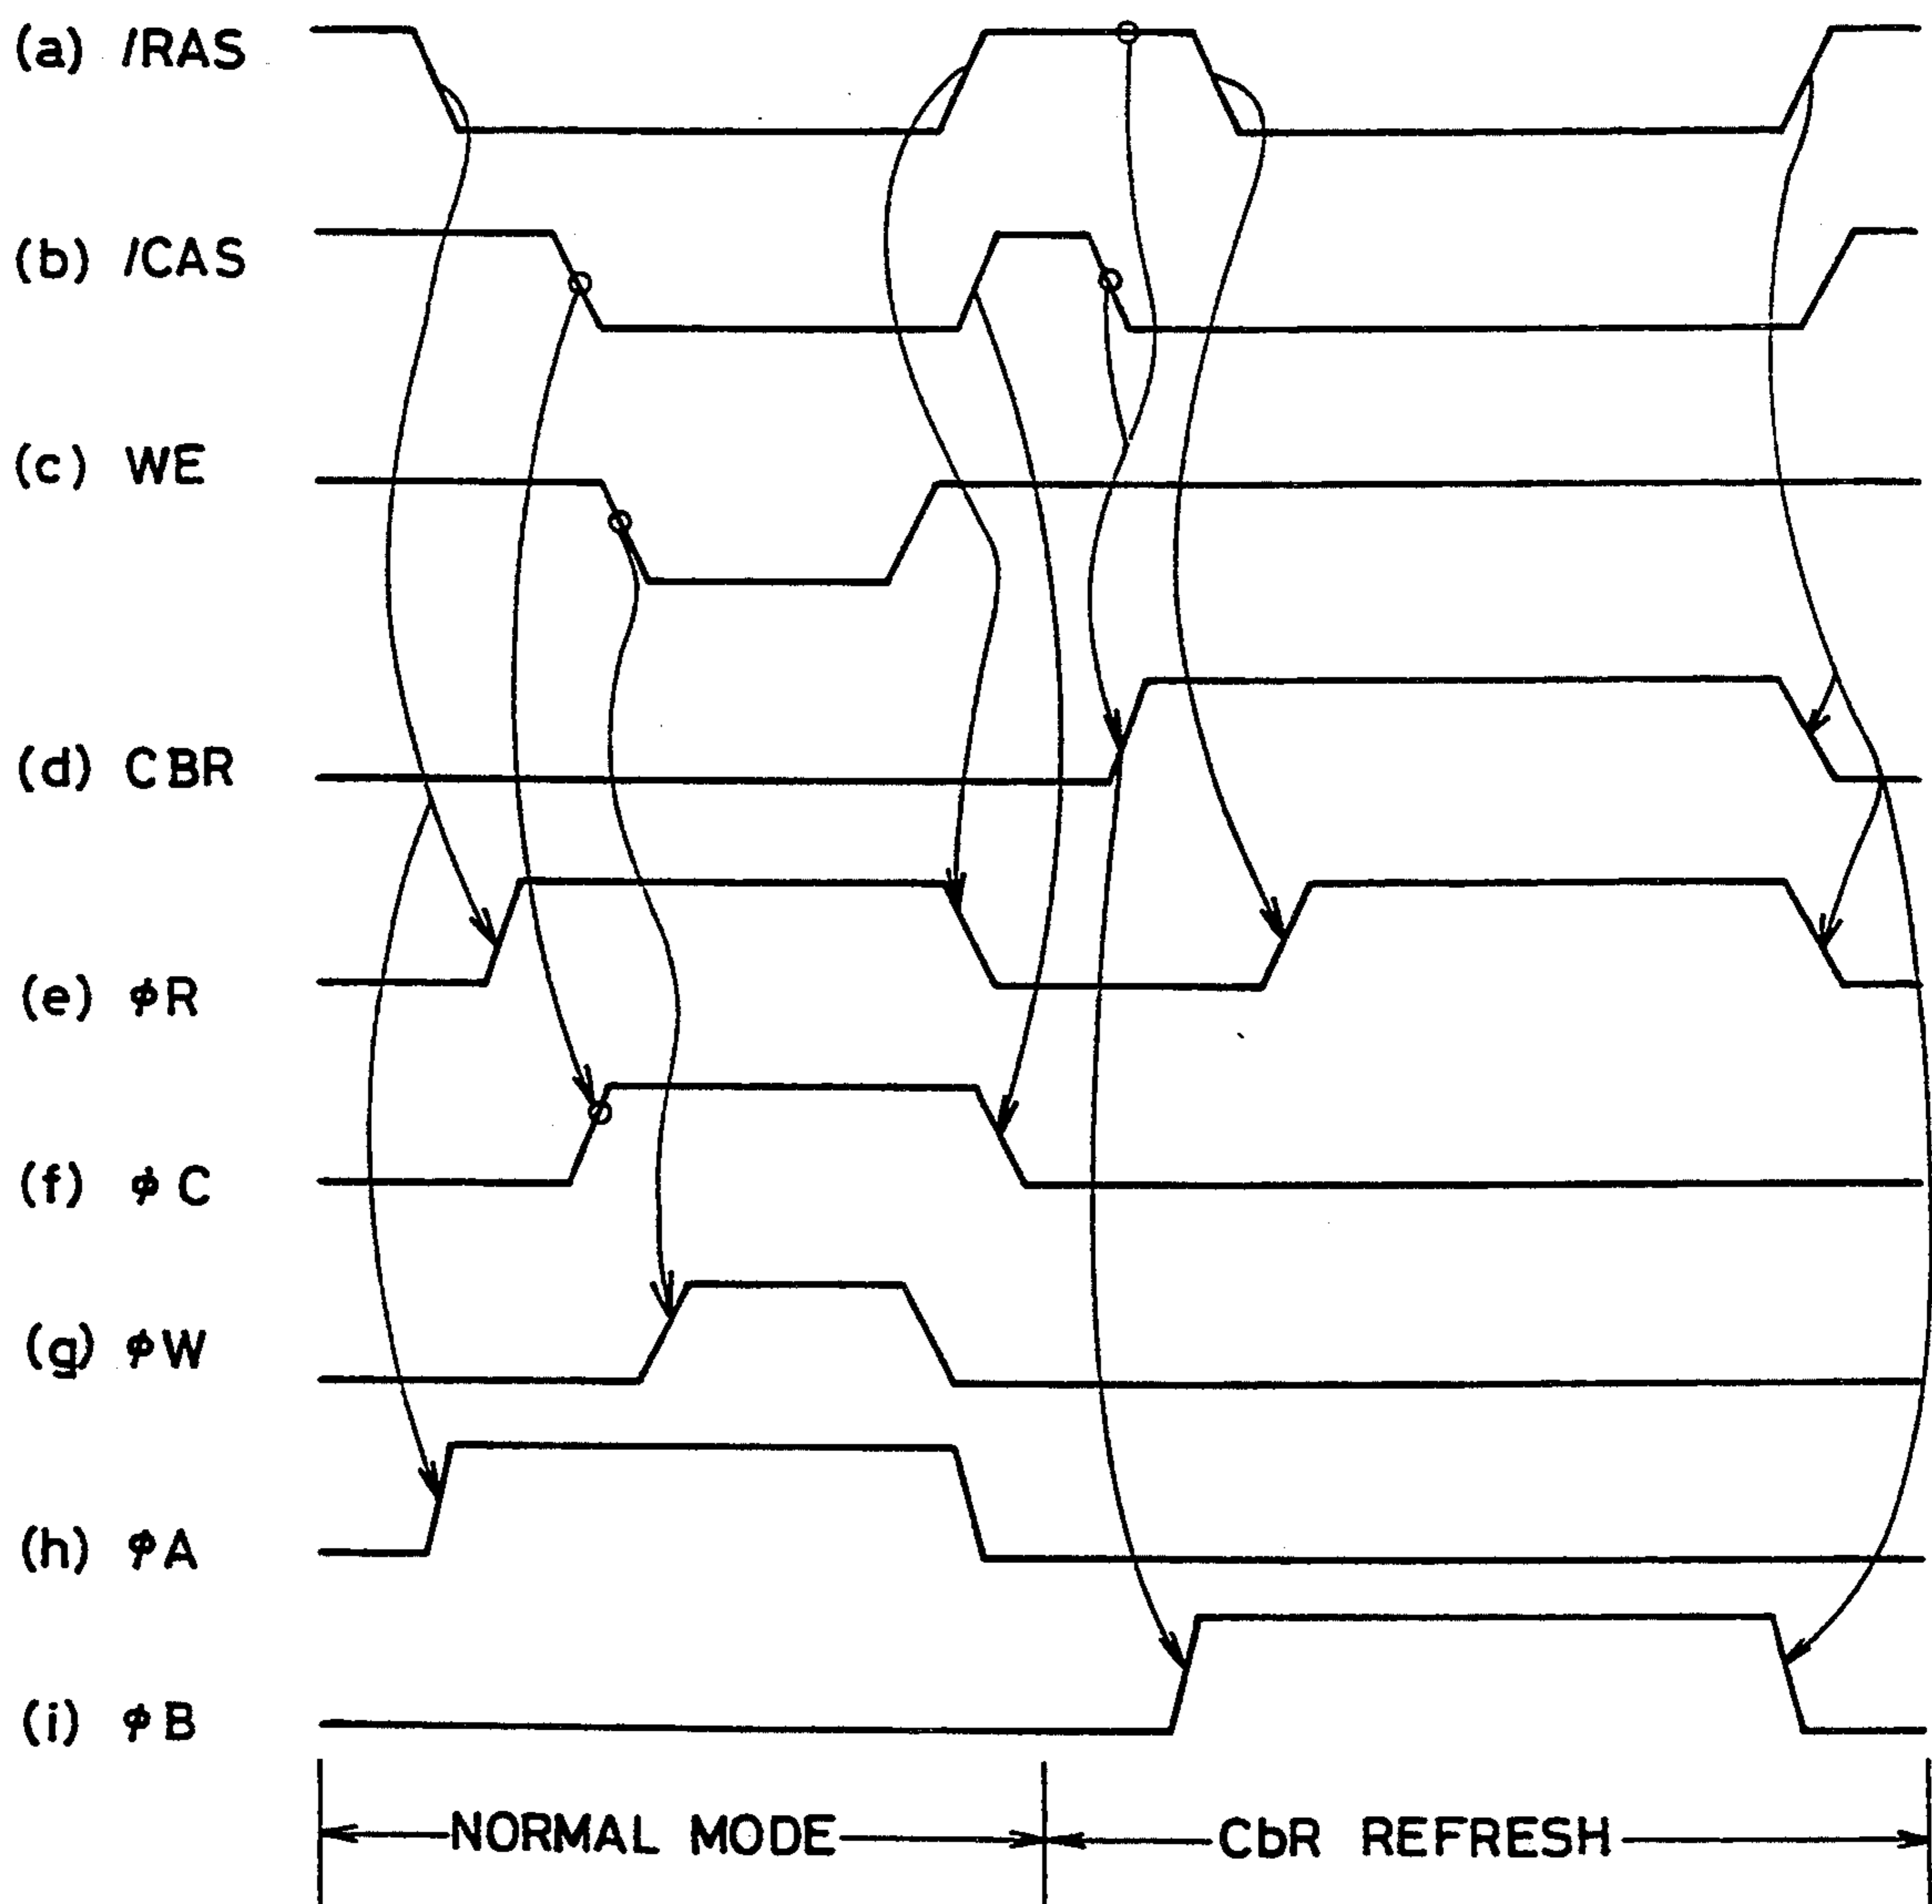 (a) /RAS
(b) /CAS
(c) WE
(d) CBR
(e) φR
(f) φC
(g) φW
(h) φA
(i) φB
NORMAL MODE CbR REFRESH